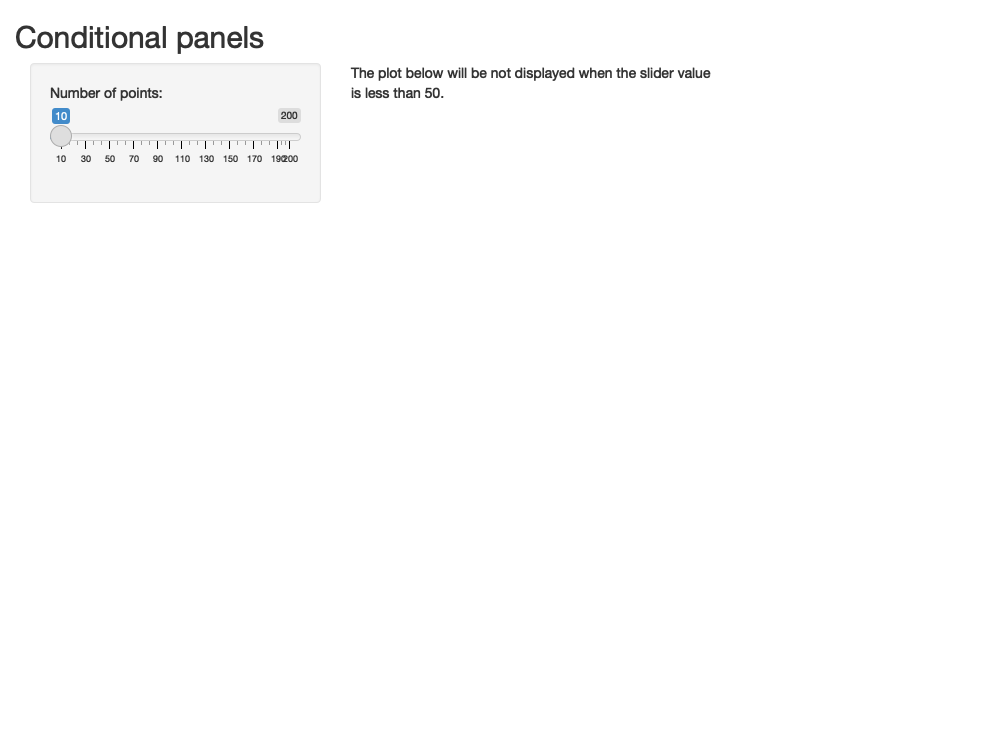 Conditional panels
Number of points:
10 200
10 30 50 70 90 110 130 150 170 190 200
The plot below will be not displayed when the slider value
is less than 50.